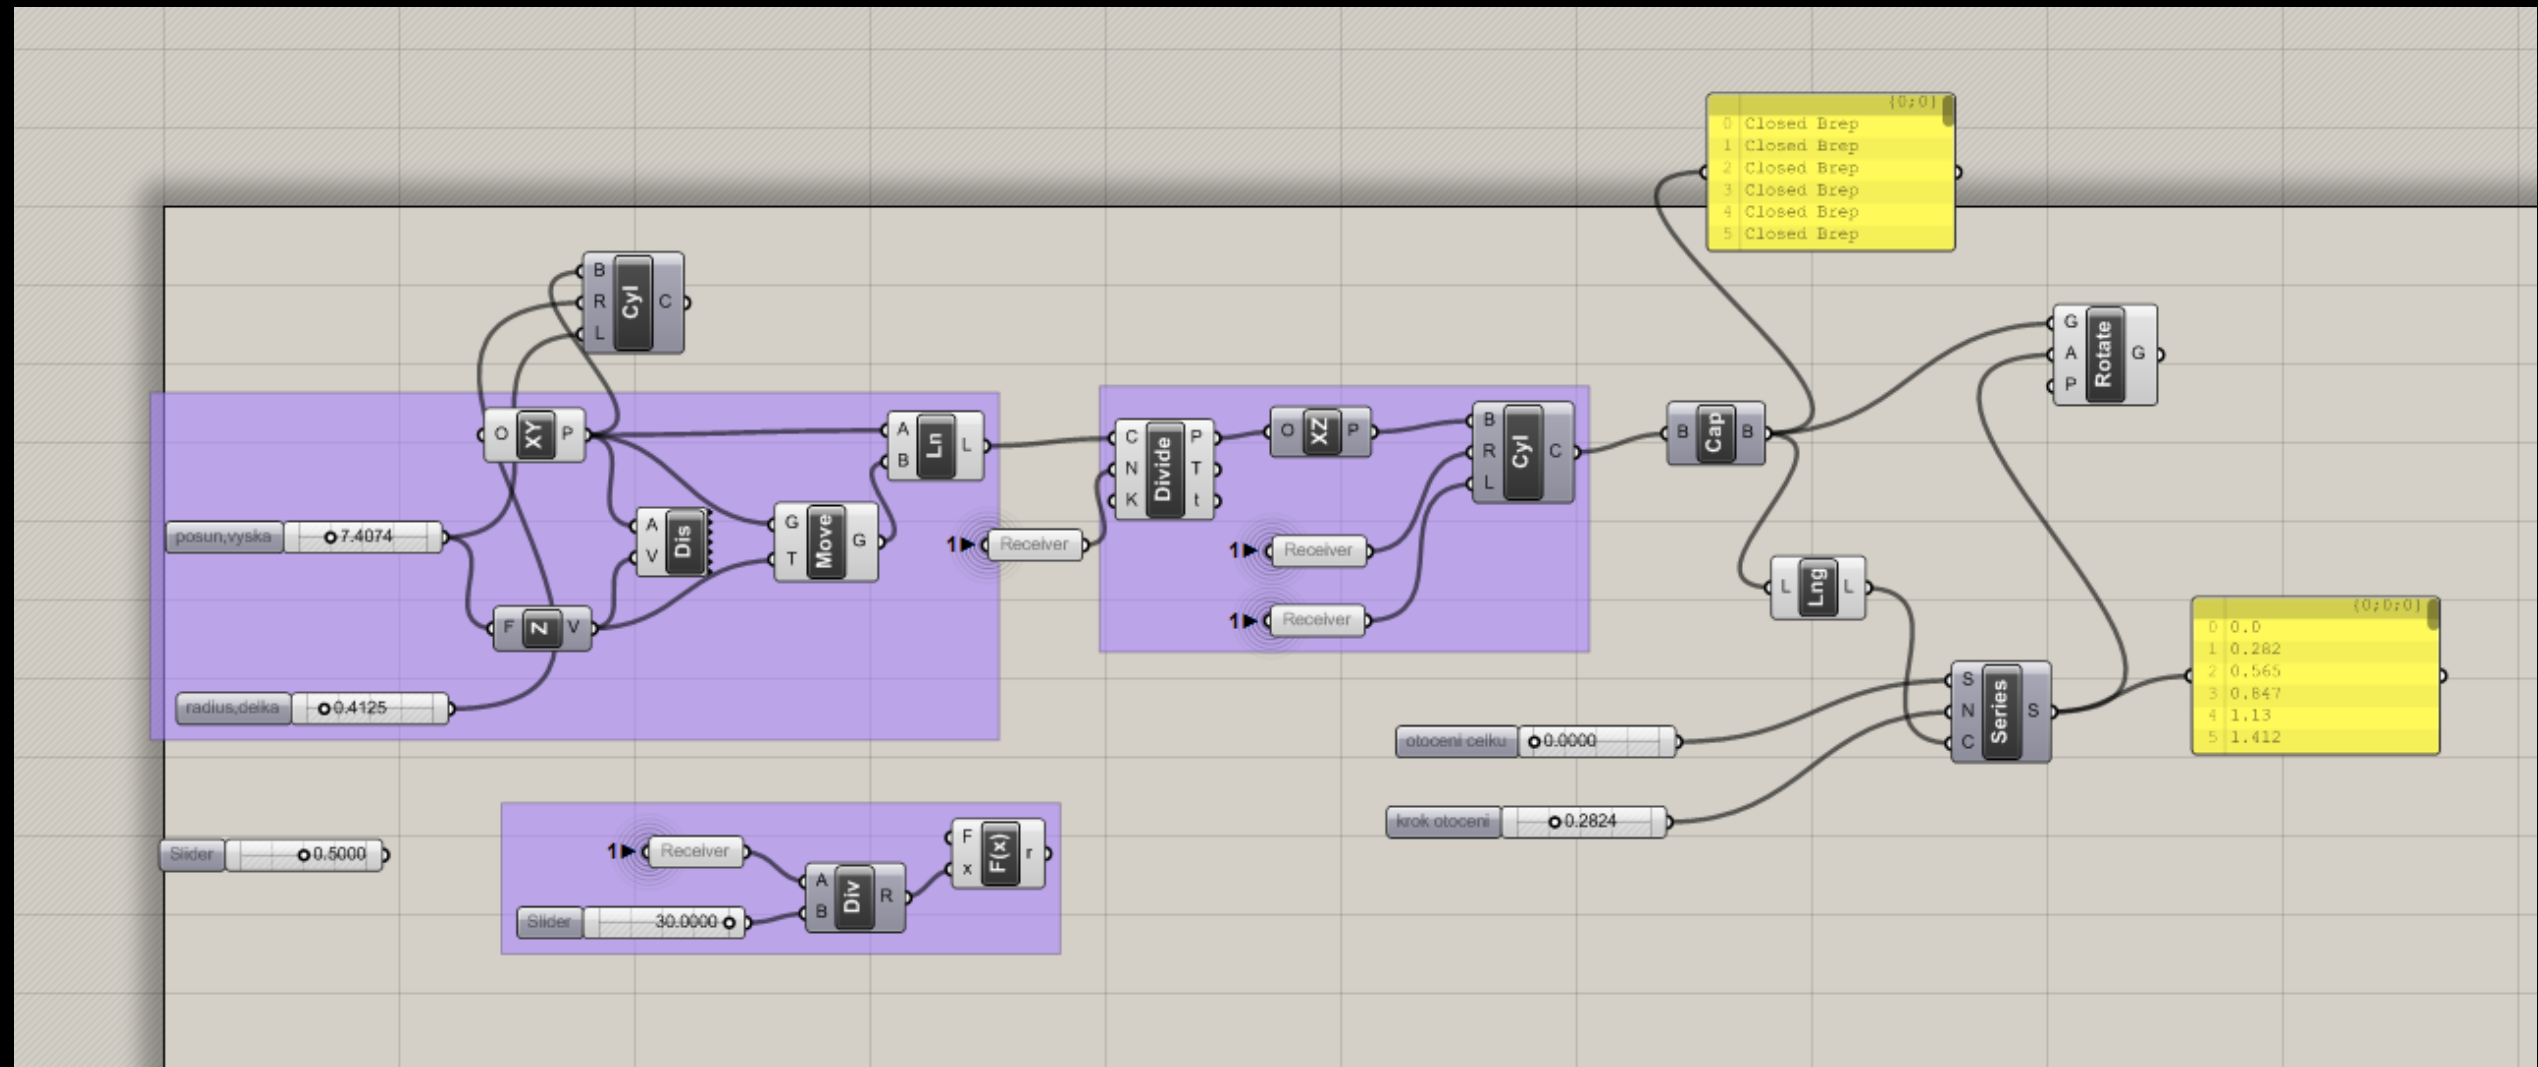 {0;0}
0 Closed Brep
1 Closed Brep
2 Closed Brep
3 Closed Brep
4 Closed Brep
5 Closed Brep
B R L Cyl C
G A P Rotate G
O XY P
A B Ln L
C N K Divide P T t
O XZ P
B R L Cyl C
B Cap B
posun,vyska 7.4074
A V Dis
G T Move G
1 Receiver
1 Receiver
1 Receiver
F Z V
L Lng L
radius,delka 0.4125
S N C Series S
{0;0;0}
0 0.0
1 0.282
2 0.565
3 0.847
4 1.13
5 1.412
otoceni celku 0.0000
krok otoceni 0.2824
Slider 0.5000
1 Receiver
F x F(x) r
A B Div R
Slider 30.0000